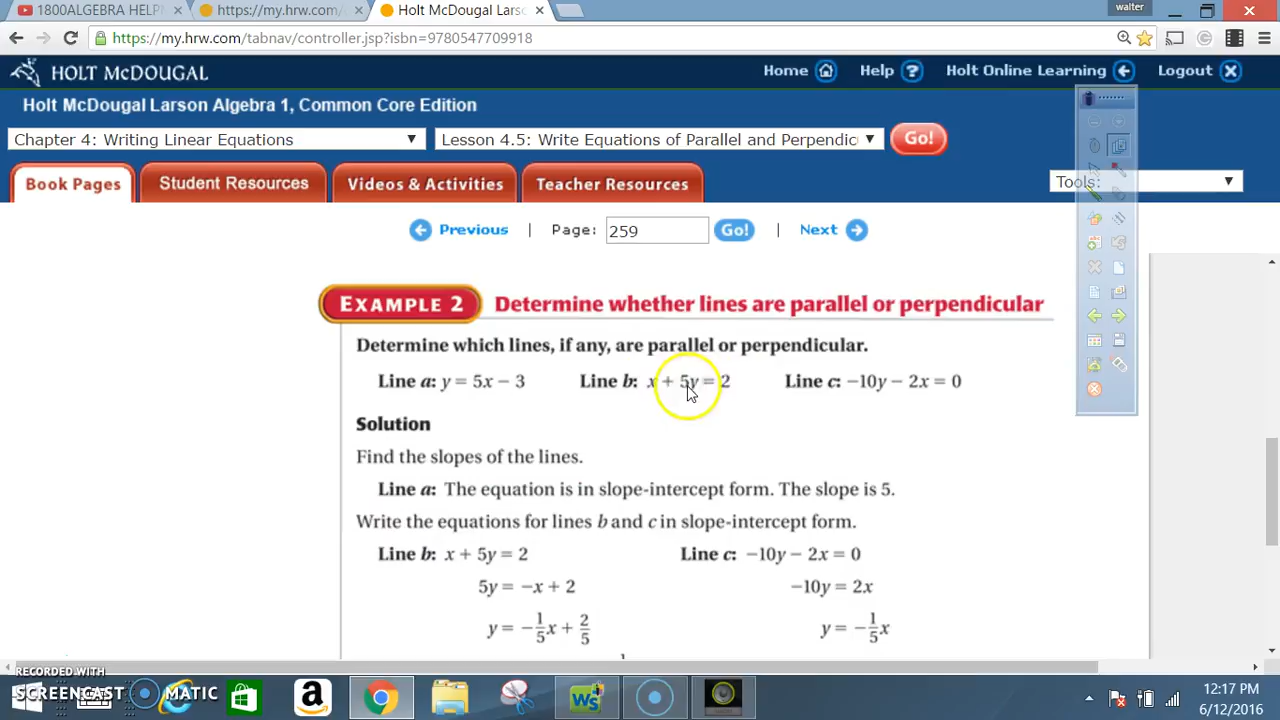 1800ALGEBRA HELP
https://my.hrw.com/
Holt McDougal Lars
walter
https://my.hrw.com/tabnav/controller.jsp?isbn=9780547709918
HOLT MCDOUGAL
Home
Help
Holt Online Learning
Logout
Holt McDougal Larson Algebra 1, Common Core Edition
Chapter 4: Writing Linear Equations
Lesson 4.5: Write Equations of Parallel and Perpendic
Go!
Book Pages
Student Resources
Videos & Activities
Teacher Resources
Tools:
Previous | Page: 259 Go! | Next
EXAMPLE 2 Determine whether lines are parallel or perpendicular
Determine which lines, if any, are parallel or perpendicular.
Line a: y = 5x − 3 Line b: x + 5y = 2 Line c: −10y − 2x = 0
Solution
Find the slopes of the lines.
Line a: The equation is in slope-intercept form. The slope is 5.
Write the equations for lines b and c in slope-intercept form.
Line b: x + 5y = 2 Line c: −10y − 2x = 0
5y = −x + 2 −10y = 2x
y = −1/5x + 2/5 y = −1/5x
RECORDED WITH
SCREENCAST MATIC
12:17 PM
6/12/2016